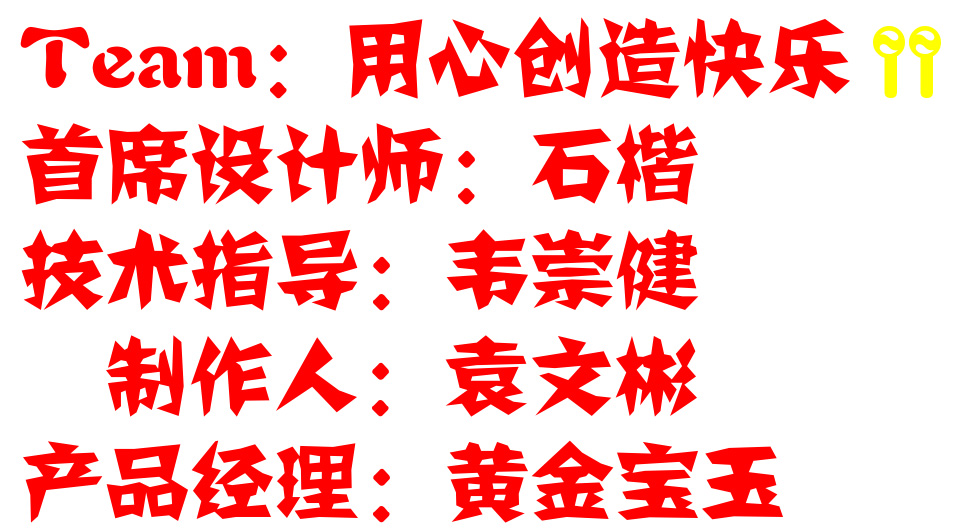 Team：用心创造快乐!!
首席设计师：石楷
技术指导：韦崇健
制作人：袁文彬
产品经理：黄金宝玉